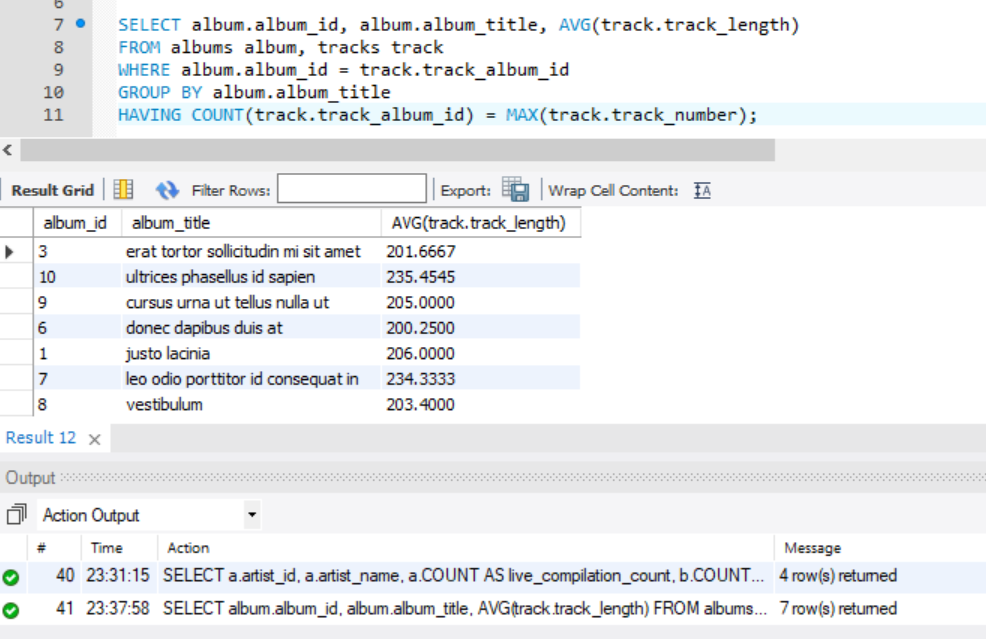 6
7 SELECT album.album_id, album.album_title, AVG(track.track_length)
8 FROM albums album, tracks track
9 WHERE album.album_id = track.track_album_id
10 GROUP BY album.album_title
11 HAVING COUNT(track.track_album_id) = MAX(track.track_number);
Result Grid Filter Rows: Export: Wrap Cell Content: IA
album_id album_title AVG(track.track_length)
3 erat tortor sollicitudin mi sit amet 201.6667
10 ultrices phasellus id sapien 235.4545
9 cursus urna ut tellus nulla ut 205.0000
6 donec dapibus duis at 200.2500
1 justo lacinia 206.0000
7 leo odio porttitor id consequat in 234.3333
8 vestibulum 203.4000
Result 12
Output
Action Output
# Time Action Message
40 23:31:15 SELECT a.artist_id, a.artist_name, a.COUNT AS live_compilation_count, b.COUNT... 4 row(s) returned
41 23:37:58 SELECT album.album_id, album.album_title, AVG(track.track_length) FROM albums... 7 row(s) returned